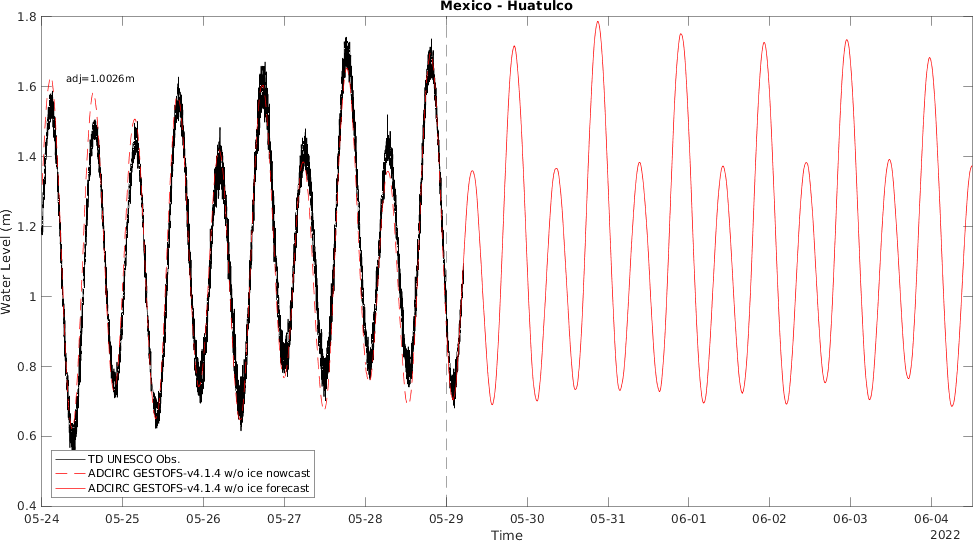 Mexico - Huatulco
1.8
adj=1.0026m
1.6
1.4
1.2
1
0.8
0.6
0.4
Water Level (m)
TD UNESCO Obs.
ADCIRC GESTOFS-v4.1.4 w/o ice nowcast
ADCIRC GESTOFS-v4.1.4 w/o ice forecast
05-24 05-25 05-26 05-27 05-28 05-29 05-30 05-31 06-01 06-02 06-03 06-04
Time
2022